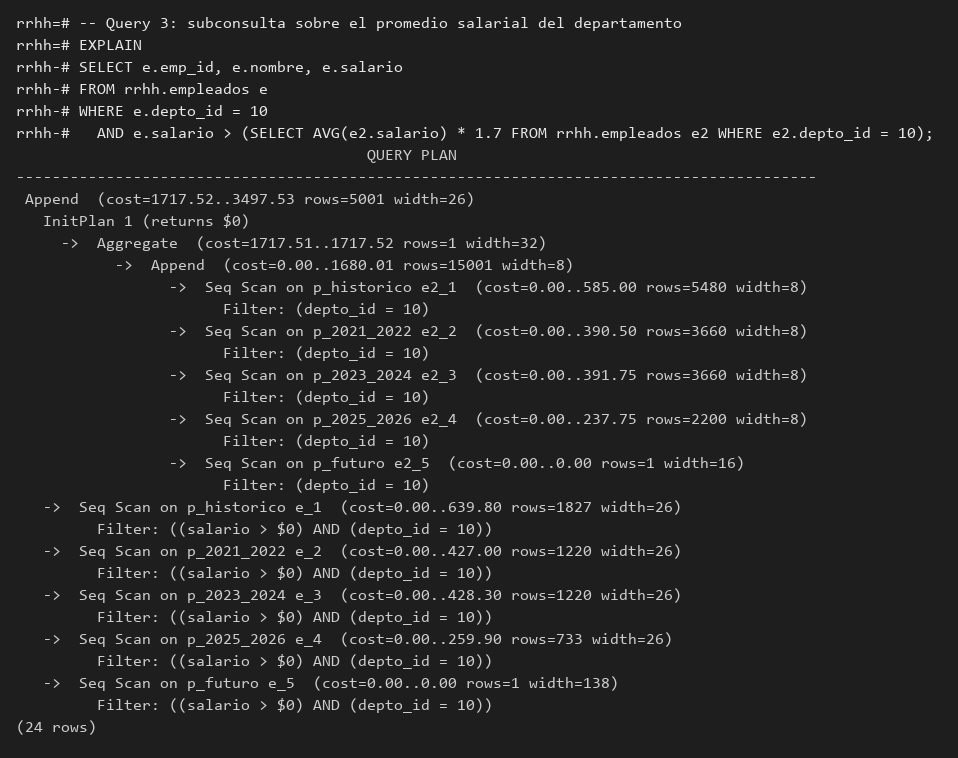 rrhh=# -- Query 3: subconsulta sobre el promedio salarial del departamento
rrhh=# EXPLAIN
rrhh-# SELECT e.emp_id, e.nombre, e.salario
rrhh-# FROM rrhh.empleados e
rrhh-# WHERE e.depto_id = 10
rrhh-#   AND e.salario > (SELECT AVG(e2.salario) * 1.7 FROM rrhh.empleados e2 WHERE e2.depto_id = 10);
                                       QUERY PLAN
-----------------------------------------------------------------------------------------
 Append  (cost=1717.52..3497.53 rows=5001 width=26)
   InitPlan 1 (returns $0)
     ->  Aggregate  (cost=1717.51..1717.52 rows=1 width=32)
           ->  Append  (cost=0.00..1680.01 rows=15001 width=8)
                 ->  Seq Scan on p_historico e2_1  (cost=0.00..585.00 rows=5480 width=8)
                       Filter: (depto_id = 10)
                 ->  Seq Scan on p_2021_2022 e2_2  (cost=0.00..390.50 rows=3660 width=8)
                       Filter: (depto_id = 10)
                 ->  Seq Scan on p_2023_2024 e2_3  (cost=0.00..391.75 rows=3660 width=8)
                       Filter: (depto_id = 10)
                 ->  Seq Scan on p_2025_2026 e2_4  (cost=0.00..237.75 rows=2200 width=8)
                       Filter: (depto_id = 10)
                 ->  Seq Scan on p_futuro e2_5  (cost=0.00..0.00 rows=1 width=16)
                       Filter: (depto_id = 10)
   ->  Seq Scan on p_historico e_1  (cost=0.00..639.80 rows=1827 width=26)
         Filter: ((salario > $0) AND (depto_id = 10))
   ->  Seq Scan on p_2021_2022 e_2  (cost=0.00..427.00 rows=1220 width=26)
         Filter: ((salario > $0) AND (depto_id = 10))
   ->  Seq Scan on p_2023_2024 e_3  (cost=0.00..428.30 rows=1220 width=26)
         Filter: ((salario > $0) AND (depto_id = 10))
   ->  Seq Scan on p_2025_2026 e_4  (cost=0.00..259.90 rows=733 width=26)
         Filter: ((salario > $0) AND (depto_id = 10))
   ->  Seq Scan on p_futuro e_5  (cost=0.00..0.00 rows=1 width=138)
         Filter: ((salario > $0) AND (depto_id = 10))
(24 rows)